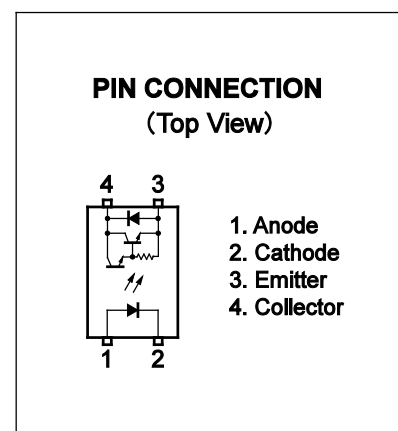 PIN CONNECTION
(Top View)
4 3
1. Anode
2. Cathode
3. Emitter
4. Collector
1 2